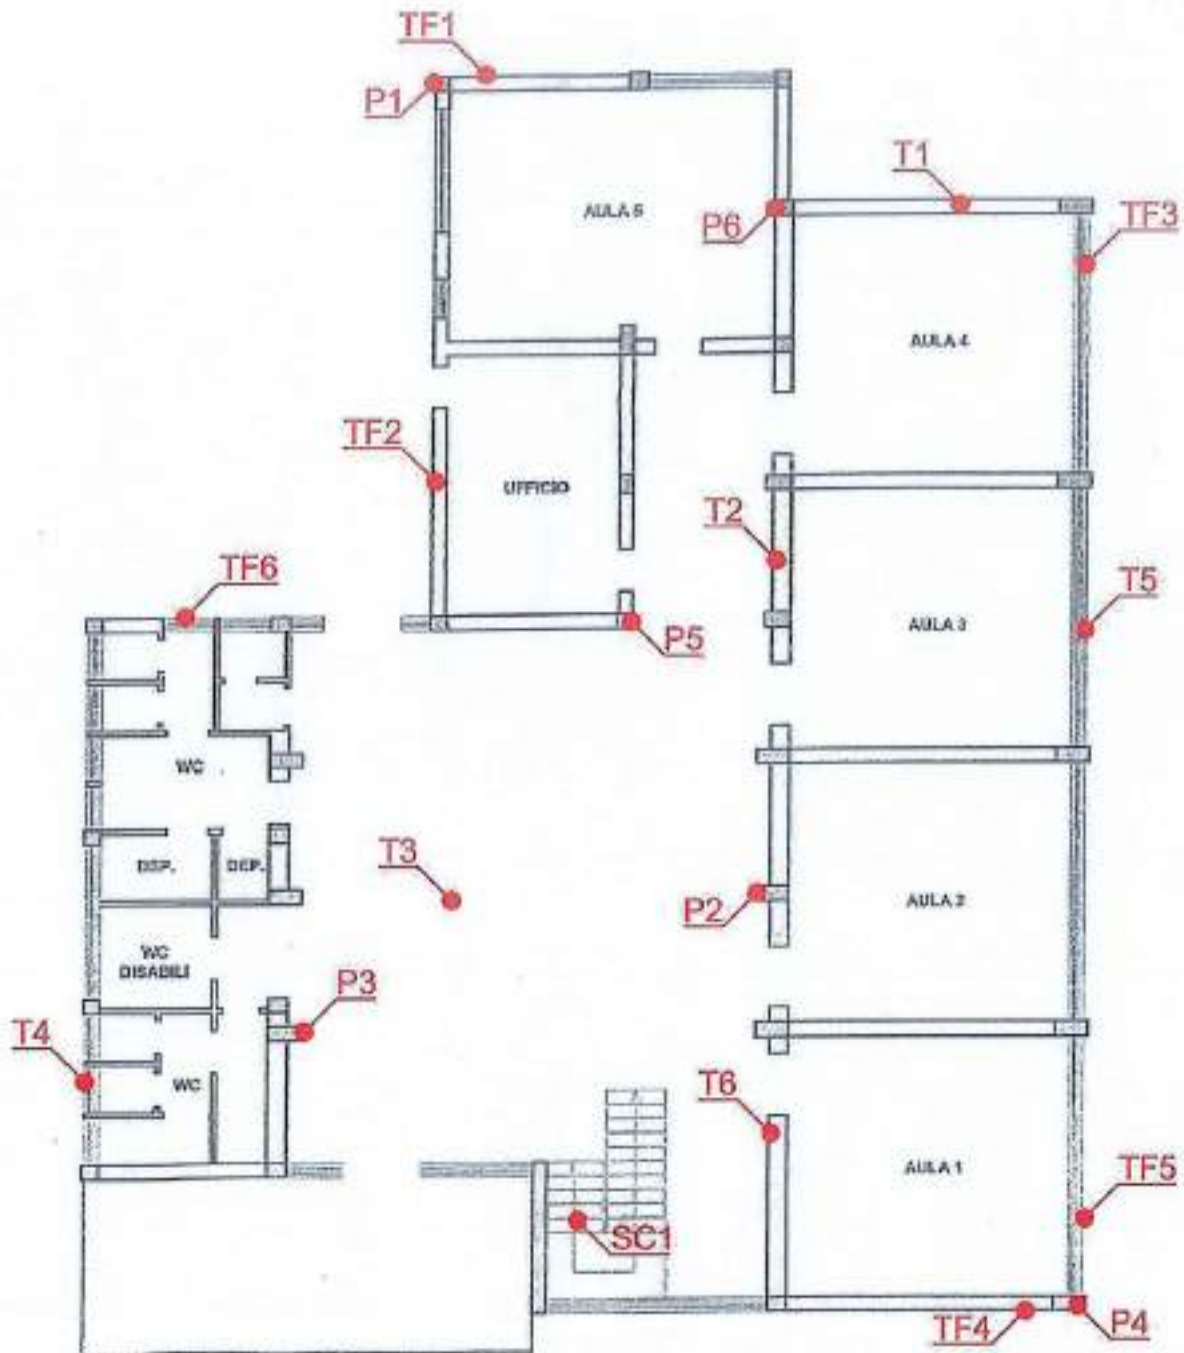 TF1
P1
T1
AULA 5
P6
TF3
AULA 4
TF2
UFFICIO
T2
TF6
T5
AULA 3
P5
WC
T3
DEP.
DEP.
P2
AULA 2
WC
DISABILI
P3
T4
WC
T6
AULA 1
TF5
SC1
TF4
P4